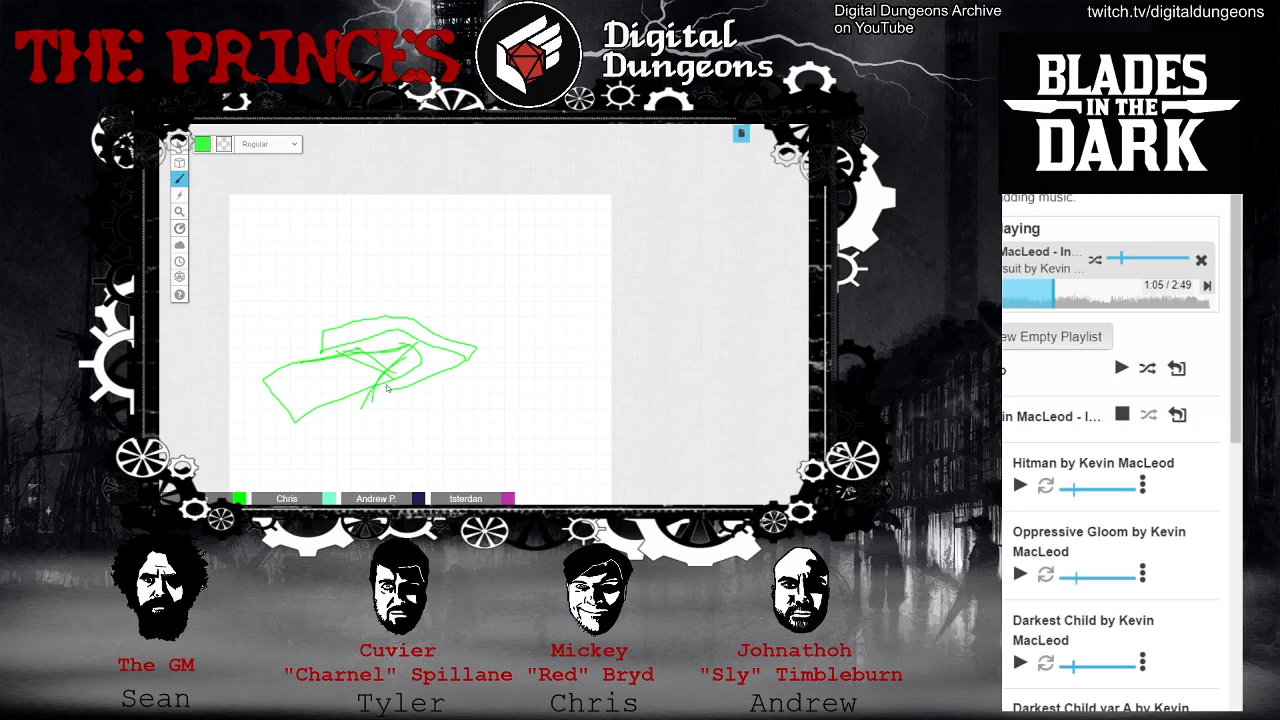 THE PRINCES
Digital
Dungeons
Digital Dungeons Archive
on YouTube
twitch.tv/digitaldungeons
BLADES
IN THE
DARK
Regular
dding music.
aying
MacLeod - In...
suit by Kevin ...
1:05 / 2:49
ew Empty Playlist
in MacLeod - I...
Hitman by Kevin MacLeod
Oppressive Gloom by Kevin
MacLeod
Darkest Child by Kevin
MacLeod
Darkest Child var A by Kevin
Chris
Andrew P.
tsterdan
The GM
Sean
Cuvier
"Charnel" Spillane
Tyler
Mickey
"Red" Bryd
Chris
Johnathoh
"Sly" Timbleburn
Andrew